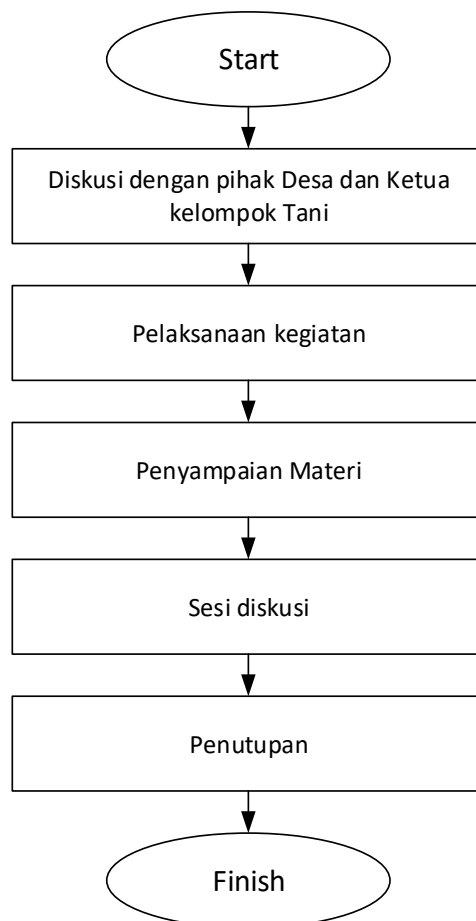 Start
Diskusi dengan pihak Desa dan Ketua
kelompok Tani
Pelaksanaan kegiatan
Penyampaian Materi
Sesi diskusi
Penutupan
Finish